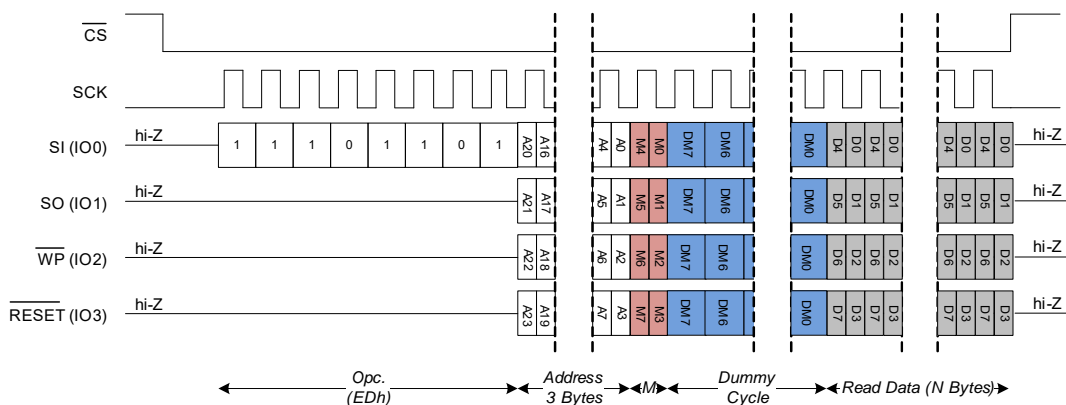 CS
SCK
SI (IO0) hi-Z 1 1 1 0 1 1 0 1 A20 A16 A4 A0 M4 M0 DM7 DM6 DM0 D4 D0 D4 D0 D4 D0 D4 D0 hi-Z
SO (IO1) hi-Z A21 A17 A5 A1 M5 M1 DM7 DM6 DM0 D5 D1 D5 D1 D5 D1 D5 D1 hi-Z
WP (IO2) hi-Z A22 A18 A6 A2 M6 M2 DM7 DM6 DM0 D6 D2 D6 D2 D6 D2 D6 D2 hi-Z
RESET (IO3) hi-Z A23 A19 A7 A3 M7 M3 DM7 DM6 DM0 D7 D3 D7 D3 D7 D3 D7 D3 hi-Z
Opc. Address M Dummy Read Data (N Bytes)
(EDh) 3 Bytes Cycle